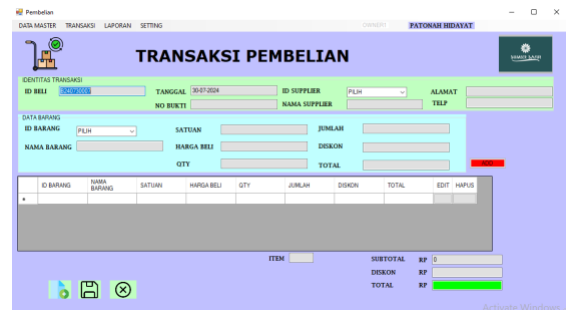 Pembelian
DATA MASTER TRANSAKSI LAPORAN SETTING PATONAH HIDAYAT
TRANSAKSI PEMBELIAN
IDENTITAS TRANSAKSI
ID BELI TANGGAL 30-07-2024 ID SUPPLIER PILIH ALAMAT
NO BUKTI NAMA SUPPLIER TELP
DATA BARANG
ID BARANG PILIH SATUAN JUMLAH
NAMA BARANG HARGA BELI DISKON
QTY TOTAL ADD
ID BARANG NAMA BARANG SATUAN HARGA BELI QTY JUMLAH DISKON TOTAL EDIT HAPUS
ITEM SUBTOTAL RP 0
DISKON RP
TOTAL RP
Activate Windows